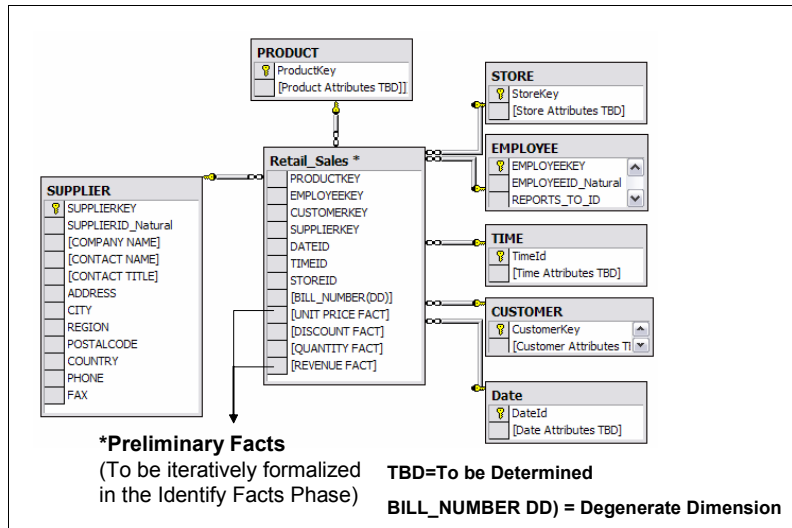 PRODUCT
ProductKey
[Product Attributes TBD]]
STORE
StoreKey
[Store Attributes TBD]
EMPLOYEE
EMPLOYEEKEY
EMPLOYEEID_Natural
REPORTS_TO_ID
Retail_Sales *
PRODUCTKEY
EMPLOYEEKEY
CUSTOMERKEY
SUPPLIERKEY
DATEID
TIMEID
STOREID
[BILL_NUMBER(DD)]
[UNIT PRICE FACT]
[DISCOUNT FACT]
[QUANTITY FACT]
[REVENUE FACT]
SUPPLIER
SUPPLIERKEY
SUPPLIERID_Natural
[COMPANY NAME]
[CONTACT NAME]
[CONTACT TITLE]
ADDRESS
CITY
REGION
POSTALCODE
COUNTRY
PHONE
FAX
TIME
TimeId
[Time Attributes TBD]
CUSTOMER
CustomerKey
[Customer Attributes TI
Date
DateId
[Date Attributes TBD]
*Preliminary Facts
(To be iteratively formalized
in the Identify Facts Phase)
TBD=To be Determined
BILL_NUMBER DD) = Degenerate Dimension